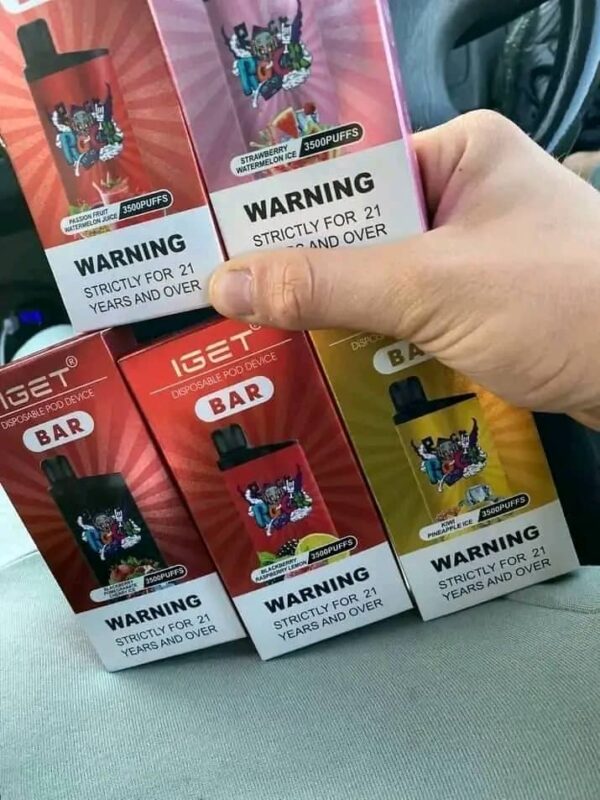 PASSION FRUIT
WATERMELON JUICE
3500PUFFS
WARNING
STRICTLY FOR 21
YEARS AND OVER
STRAWBERRY
WATERMELON ICE
3500PUFFS
WARNING
STRICTLY FOR 21
AND OVER
IGET®
DISPOSABLE POD DEVICE
BAR
3500PUFFS
WARNING
STRICTLY FOR 21
YEARS AND OVER
IGET®
DISPOSABLE POD DEVICE
BAR
BLACKBERRY
RASPBERRY LEMON
3500PUFFS
WARNING
STRICTLY FOR 21
YEARS AND OVER
BA
KIWI
PINEAPPLE ICE
3500PUFFS
WARNING
STRICTLY FOR 21
YEARS AND OVER